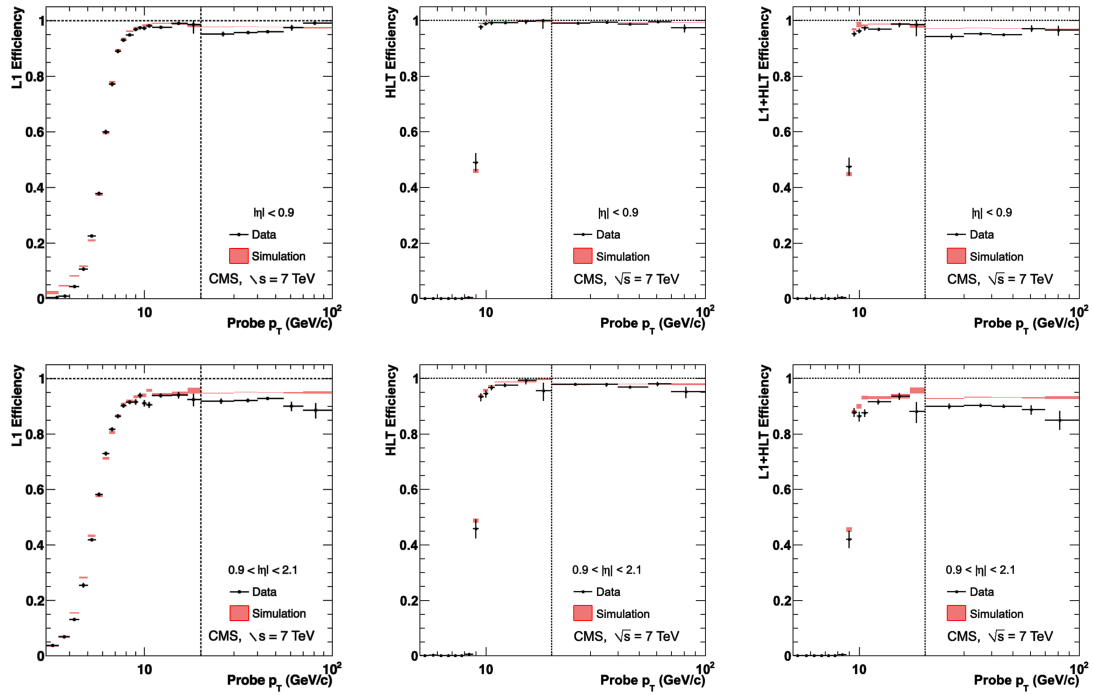 L1 Efficiency
1
0.8
0.6
0.4
0.2
0
|η| < 0.9
Data
Simulation
CMS, \ s = 7 TeV
10
10²
Probe p_T (GeV/c)
HLT Efficiency
1
0.8
0.6
0.4
0.2
0
|η| < 0.9
Data
Simulation
CMS, √s = 7 TeV
10
10²
Probe p_T (GeV/c)
L1+HLT Efficiency
1
0.8
0.6
0.4
0.2
0
|η| < 0.9
Data
Simulation
CMS, √s = 7 TeV
10
10²
Probe p_T (GeV/c)
L1 Efficiency
1
0.8
0.6
0.4
0.2
0
0.9 < |η| < 2.1
Data
Simulation
CMS, \ s = 7 TeV
10
10²
Probe p_T (GeV/c)
HLT Efficiency
1
0.8
0.6
0.4
0.2
0
0.9 < |η| < 2.1
Data
Simulation
CMS, √s = 7 TeV
10
10²
Probe p_T (GeV/c)
L1+HLT Efficiency
1
0.8
0.6
0.4
0.2
0
0.9 < |η| < 2.1
Data
Simulation
CMS, √s = 7 TeV
10
10²
Probe p_T (GeV/c)